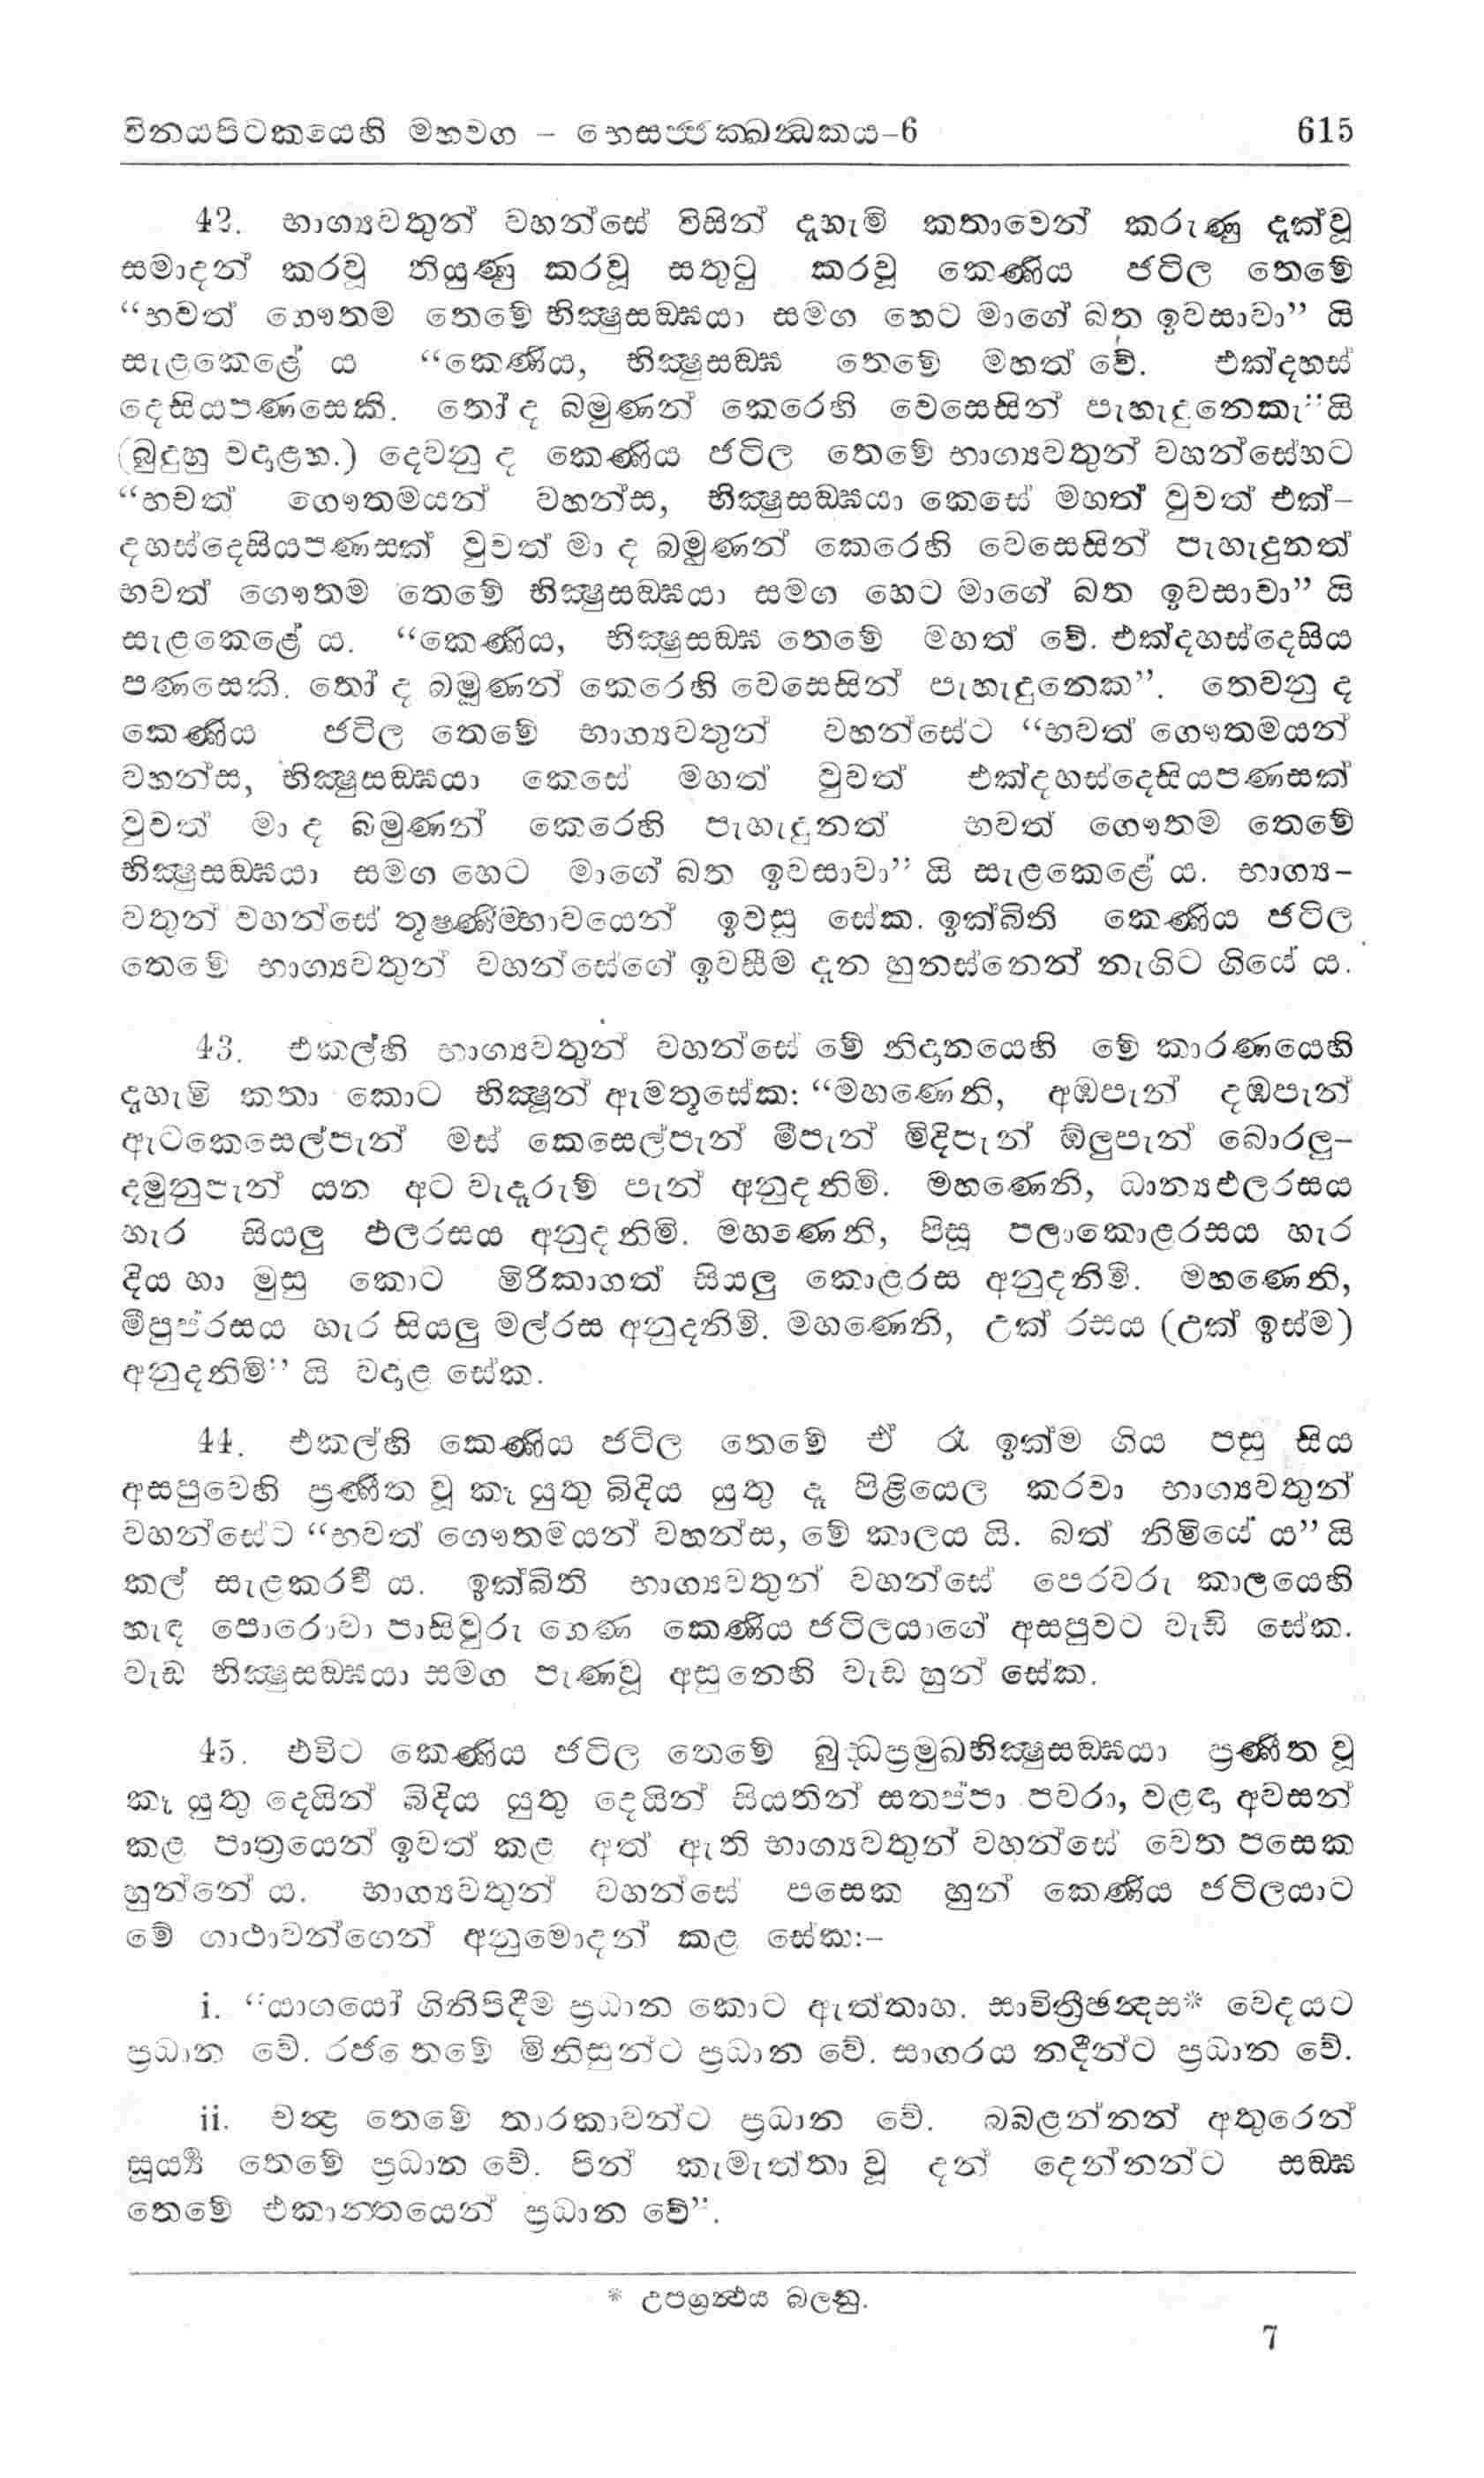 විනයපිටකයෙහි මහවග – භෙසජ්ජක්ඛන්ධකය–6 615
42. භාග්‍යවතුන් වහන්සේ විසින් දැහැමි කතාවෙන් කරුණු දැක්වූ
සමාදන් කරවූ තියුණු කරවූ සතුටු කරවූ කෙණිය ජටිල තෙමේ
“භවත් ගෞතම තෙමේ භික්‍ෂුසඞ්ඝයා සමග හෙට මාගේ බත ඉවසාවා” යි
සැළකෙළේ ය “කෙණිය, භික්‍ෂුසඞ්ඝ තෙමේ මහත් වේ. එක්දහස්
දෙසියපණසෙකි. තෝ ද බමුණන් කෙරෙහි වෙසෙසින් පැහැදුනෙකැ”යි
(බුදුහු වදාළහ.) දෙවනු ද කෙණිය ජටිල තෙමේ භාග්‍යවතුන් වහන්සේහට
“භවත් ගෞතමයන් වහන්ස, භික්‍ෂුසඞ්ඝයා කෙසේ මහත් වුවත් එක්–
දහස්දෙසියපණසක් වුවත් මා ද බමුණන් කෙරෙහි වෙසෙසින් පැහැදුනත්
භවත් ගෞතම තෙමේ භික්‍ෂුසඞ්ඝයා සමග හෙට මාගේ බත ඉවසාවා” යි
සැළකෙළේ ය. “කෙණිය, භික්‍ෂුසඞ්ඝ තෙමේ මහත් වේ. එක්දහස්දෙසිය
පණසෙකි. තෝ ද බමුණන් කෙරෙහි වෙසෙසින් පැහැදුනෙක”. තෙවනු ද
කෙණිය ජටිල තෙමේ භාග්‍යවතුන් වහන්සේට “භවත් ගෞතමයන්
වහන්ස, භික්‍ෂුසඞ්ඝයා කෙසේ මහත් වුවත් එක්දහස්දෙසියපණසක්
වුවත් මා ද බමුණන් කෙරෙහි පැහැදුනත් භවත් ගෞතම තෙමේ
භික්‍ෂුසඞ්ඝයා සමග හෙට මාගේ බත ඉවසාවා” යි සැළකෙළේ ය. භාග්‍ය–
වතුන් වහන්සේ තූෂ්ණීම්භාවයෙන් ඉවසූ සේක. ඉක්බිති කෙණිය ජටිල
තෙමේ භාග්‍යවතුන් වහන්සේගේ ඉවසීම දැන හුනස්නෙන් නැගිට ගියේ ය.
43. එකල්හි භාග්‍යවතුන් වහන්සේ මේ නිදානයෙහි මේ කාරණයෙහි
දැහැමි කතා කොට භික්‍ෂූන් ඇමතූසේක: “මහණෙනි, අඹපැන් දඹපැන්
ඇටකෙසෙල්පැන් මස් කෙසෙල්පැන් මීපැන් මිදිපැන් ඕලුපැන් බොරලු–
දමුනුපැන් යන අට වැදෑරුම් පැන් අනුදනිමි. මහණෙනි, ධාන්‍යඵලරසය
හැර සියලු ඵලරසය අනුදනිමි. මහණෙනි, පිසූ පලාකොළරසය හැර
දිය හා මුසු කොට මිරිකාගත් සියලු කොළරස අනුදනිමි. මහණෙනි,
මීපුප්රසය හැර සියලු මල්රස අනුදනිමි. මහණෙනි, උක් රසය (උක් ඉස්ම)
අනුදනිමි” යි වදාළ සේක.
44. එකල්හි කෙණිය ජටිල තෙමේ ඒ රෑ ඉක්ම ගිය පසු සිය
අසපුවෙහි ප්‍රණීත වූ කෑ යුතු බිදිය යුතු දෑ පිළියෙල කරවා භාග්‍යවතුන්
වහන්සේට “භවත් ගෞතමයන් වහන්ස, මේ කාලය යි. බත් නිමියේ ය” යි
කල් සැළකරවී ය. ඉක්බිති භාග්‍යවතුන් වහන්සේ පෙරවරු කාලයෙහි
හැඳ පොරොවා පාසිවුරු ගෙණ කෙණිය ජටිලයාගේ අසපුවට වැඩි සේක.
වැඩ භික්‍ෂුසඞ්ඝයා සමග පැණවූ අසුනෙහි වැඩ හුන් සේක.
45. එවිට කෙණිය ජටිල තෙමේ බුද්ධප්‍රමුඛභික්‍ෂුසඞ්ඝයා ප්‍රණීත වූ
කෑ යුතු දෙයින් බිදිය යුතු දෙයින් සියතින් සතප්පා පවරා, වළඳා අවසන්
කළ පාත්‍රයෙන් ඉවත් කළ අත් ඇති භාග්‍යවතුන් වහන්සේ වෙත පසෙක
හුන්නේ ය. භාග්‍යවතුන් වහන්සේ පසෙක හුන් කෙණිය ජටිලයාට
මේ ගාථාවන්ගෙන් අනුමොදන් කළ සේක:–
i. “යාගයෝ ගිනිපිදීම ප්‍රධාන කොට ඇත්තාහ. සාවිත්‍රීඡන්දස* වේදයට
ප්‍රධාන වේ. රජ තෙමේ මිනිසුන්ට ප්‍රධාන වේ. සාගරය නදීන්ට ප්‍රධාන වේ.
ii. චන්ද්‍ර තෙමේ තාරකාවන්ට ප්‍රධාන වේ. බබළන්නන් අතුරෙන්
සූර්‍ය්‍ය තෙමේ ප්‍රධාන වේ. පින් කැමැත්තා වූ දන් දෙන්නන්ට සඞ්ඝ
තෙමේ එකාන්තයෙන් ප්‍රධාන වේ”.
* උපග්‍රන්ථය බලනු.
7